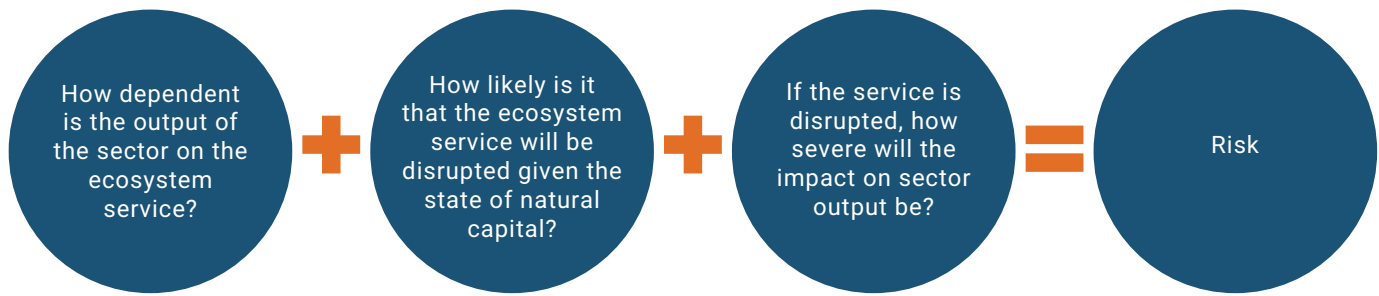 How dependent
is the output of
the sector on the
ecosystem
service?
How likely is it
that the ecosystem
service will be
disrupted given the
state of natural
capital?
If the service is
disrupted, how
severe will the
impact on sector
output be?
Risk